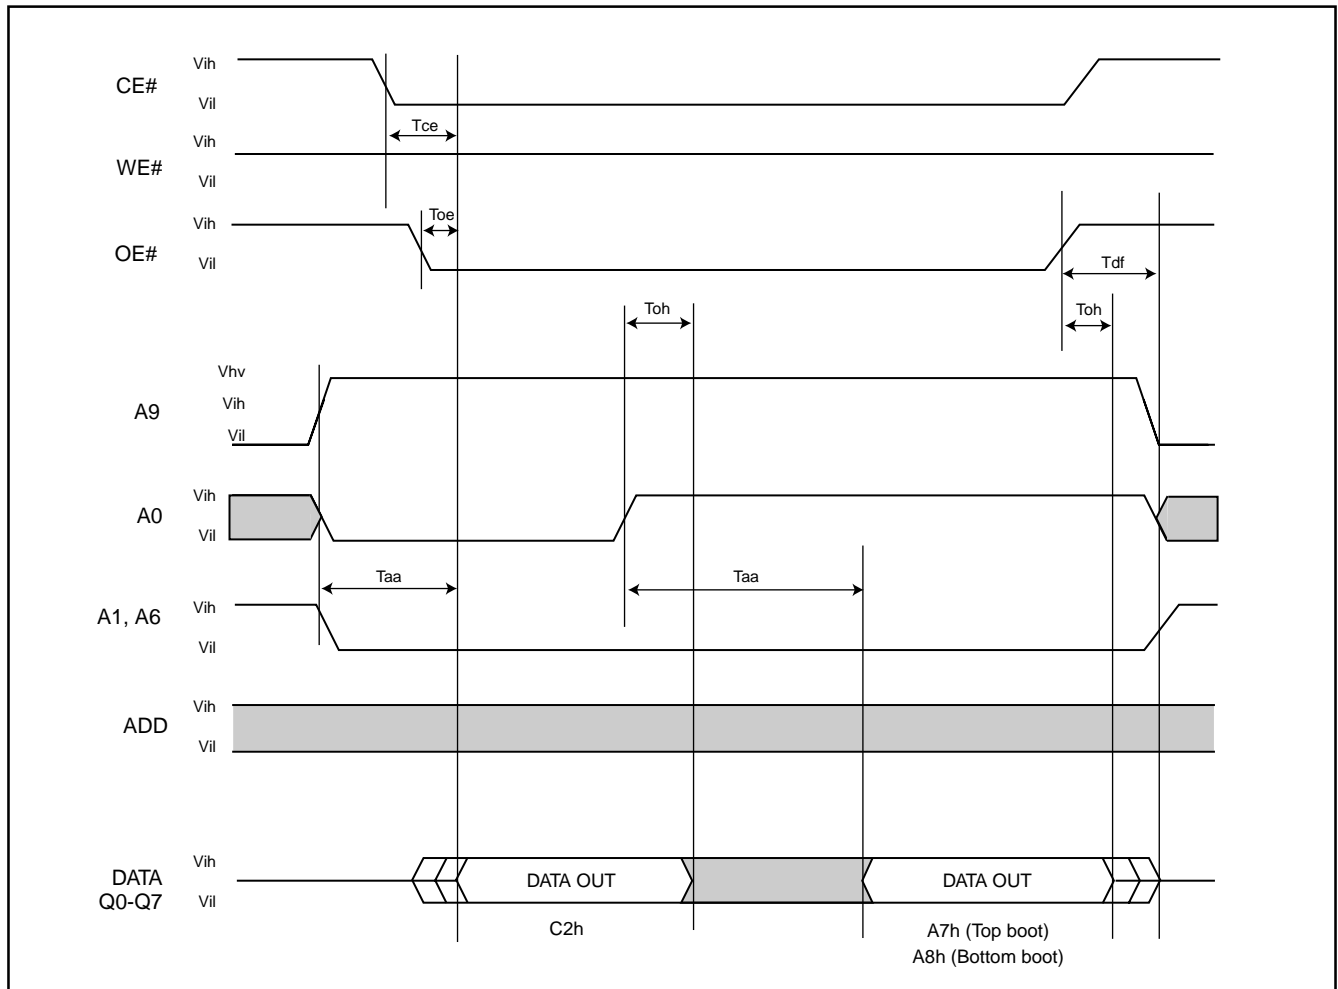 Vih
CE#
Vil
Tce
Vih
WE#
Vil
Vih
Toe
OE#
Vil
Tdf
Toh
Toh
Vhv
A9
Vih
Vil
Vih
A0
Vil
Taa
Taa
Vih
A1, A6
Vil
Vih
ADD
Vil
Vih
DATA
Q0-Q7
Vil
DATA OUT
DATA OUT
C2h
A7h (Top boot)
A8h (Bottom boot)